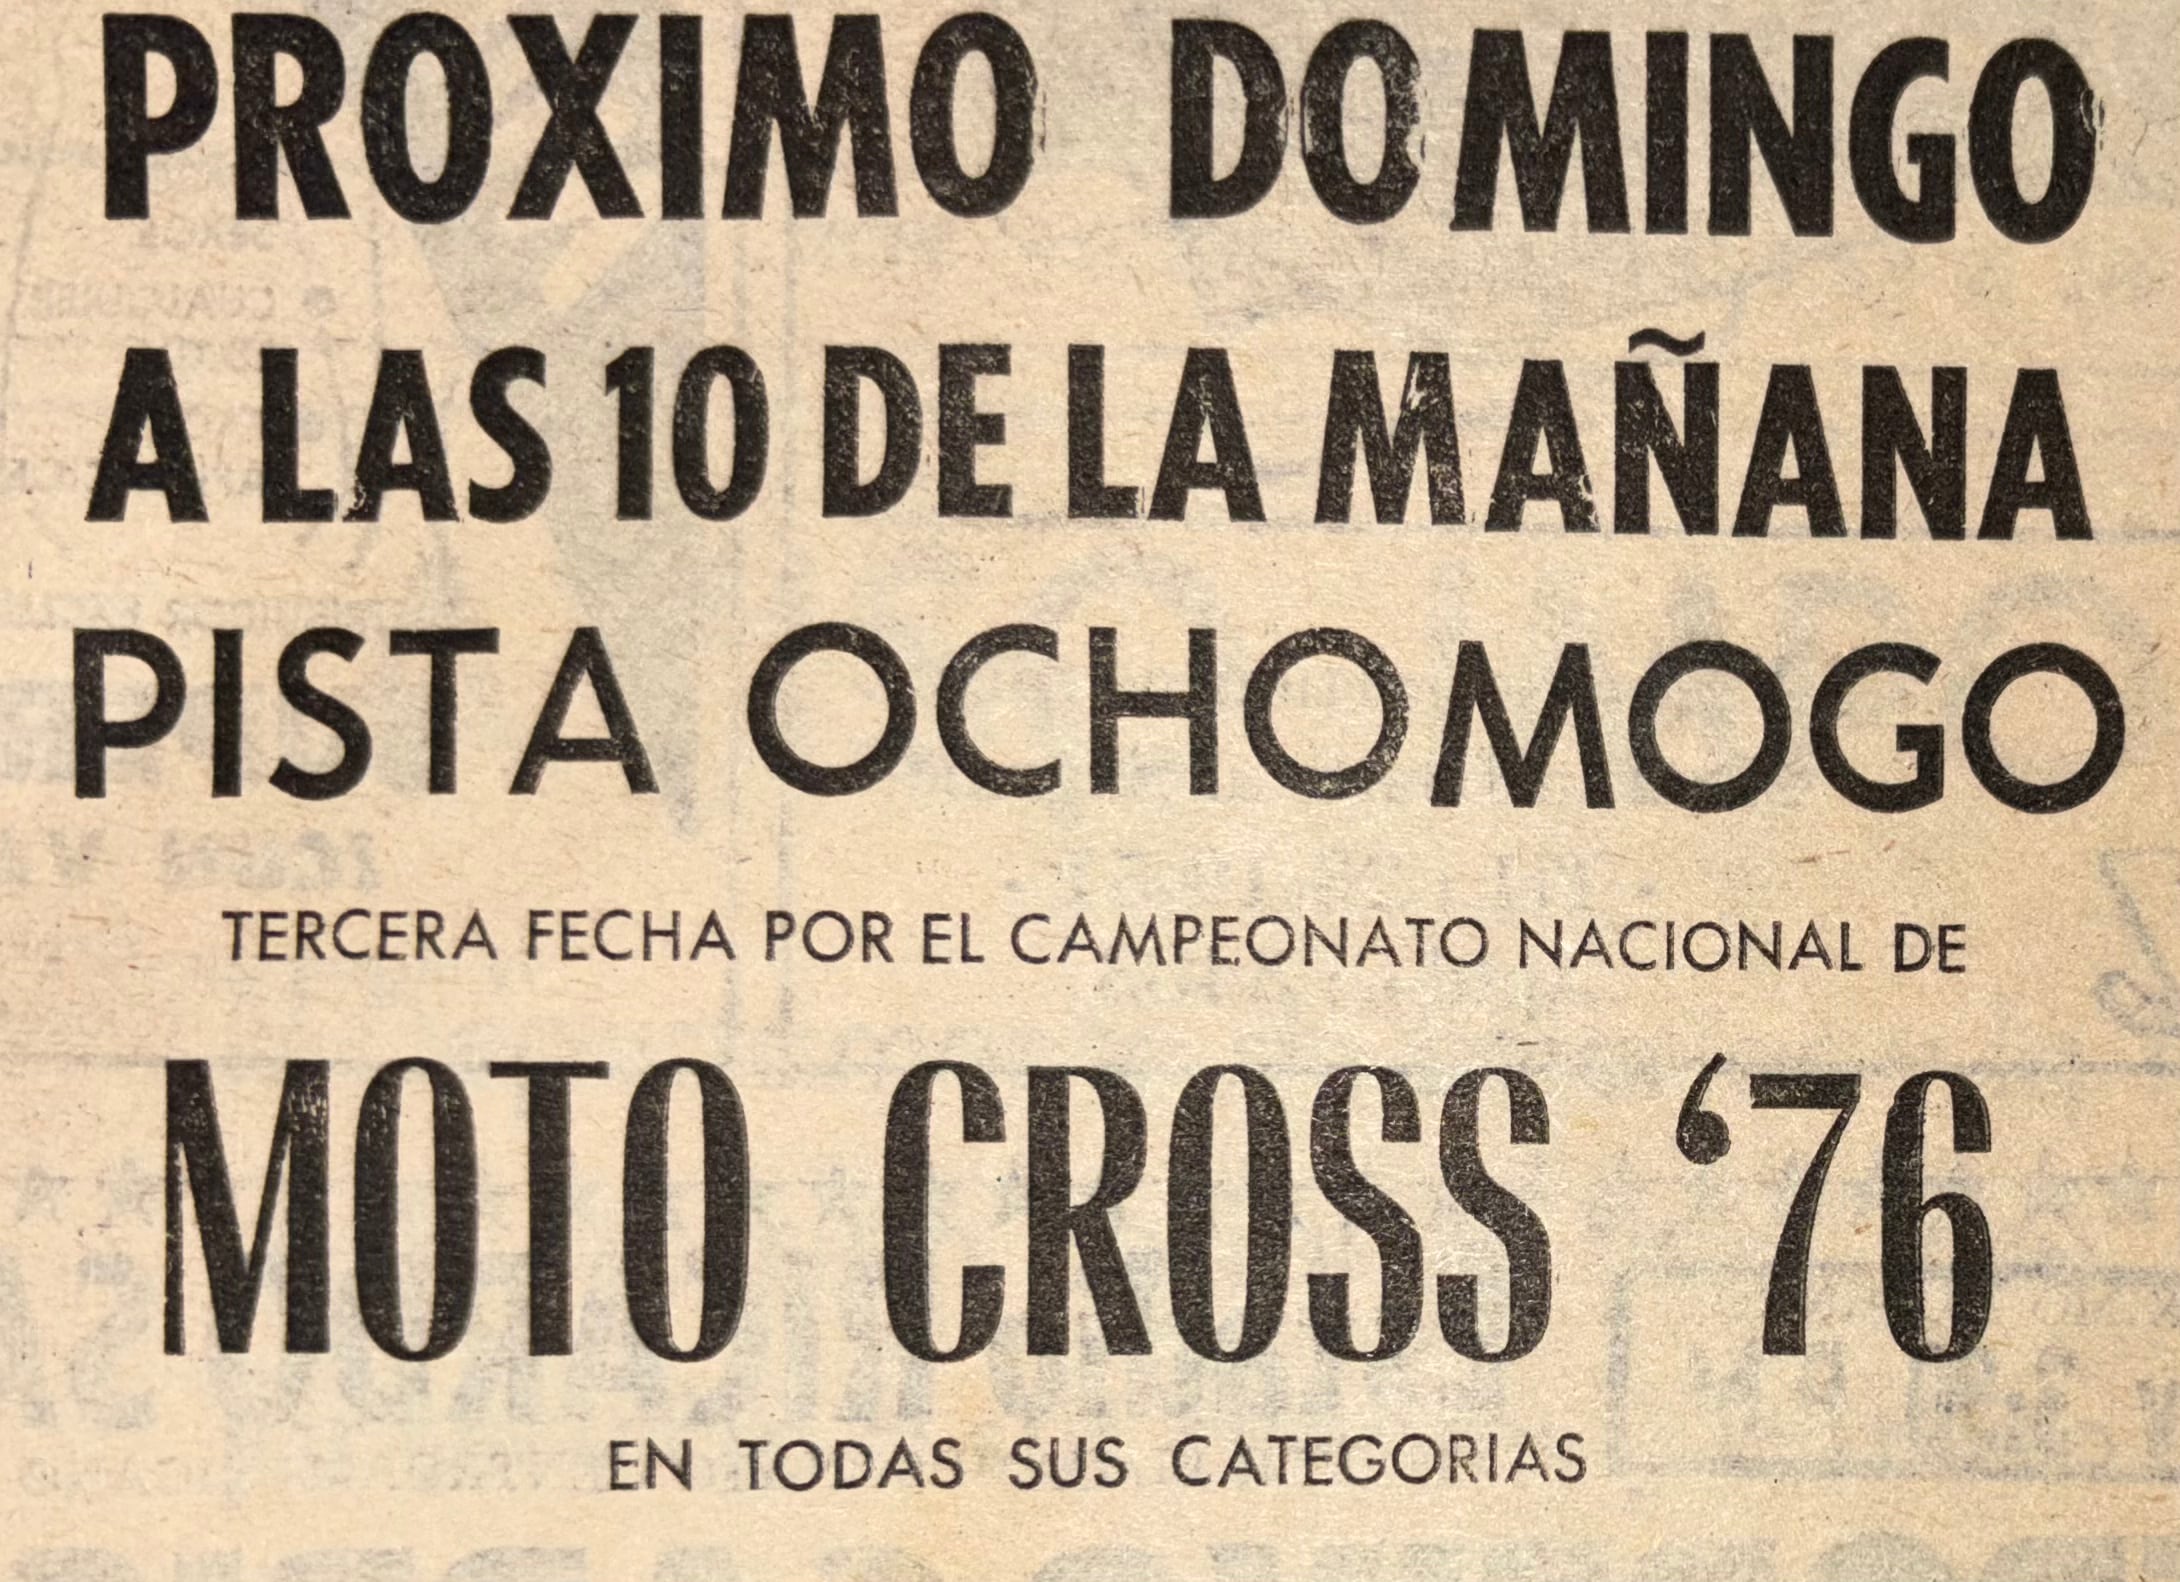 PROXIMO DOMINGO
A LAS 10 DE LA MAÑANA
PISTA OCHOMOGO
TERCERA FECHA POR EL CAMPEONATO NACIONAL DE
MOTO CROSS ‘76
EN TODAS SUS CATEGORIAS